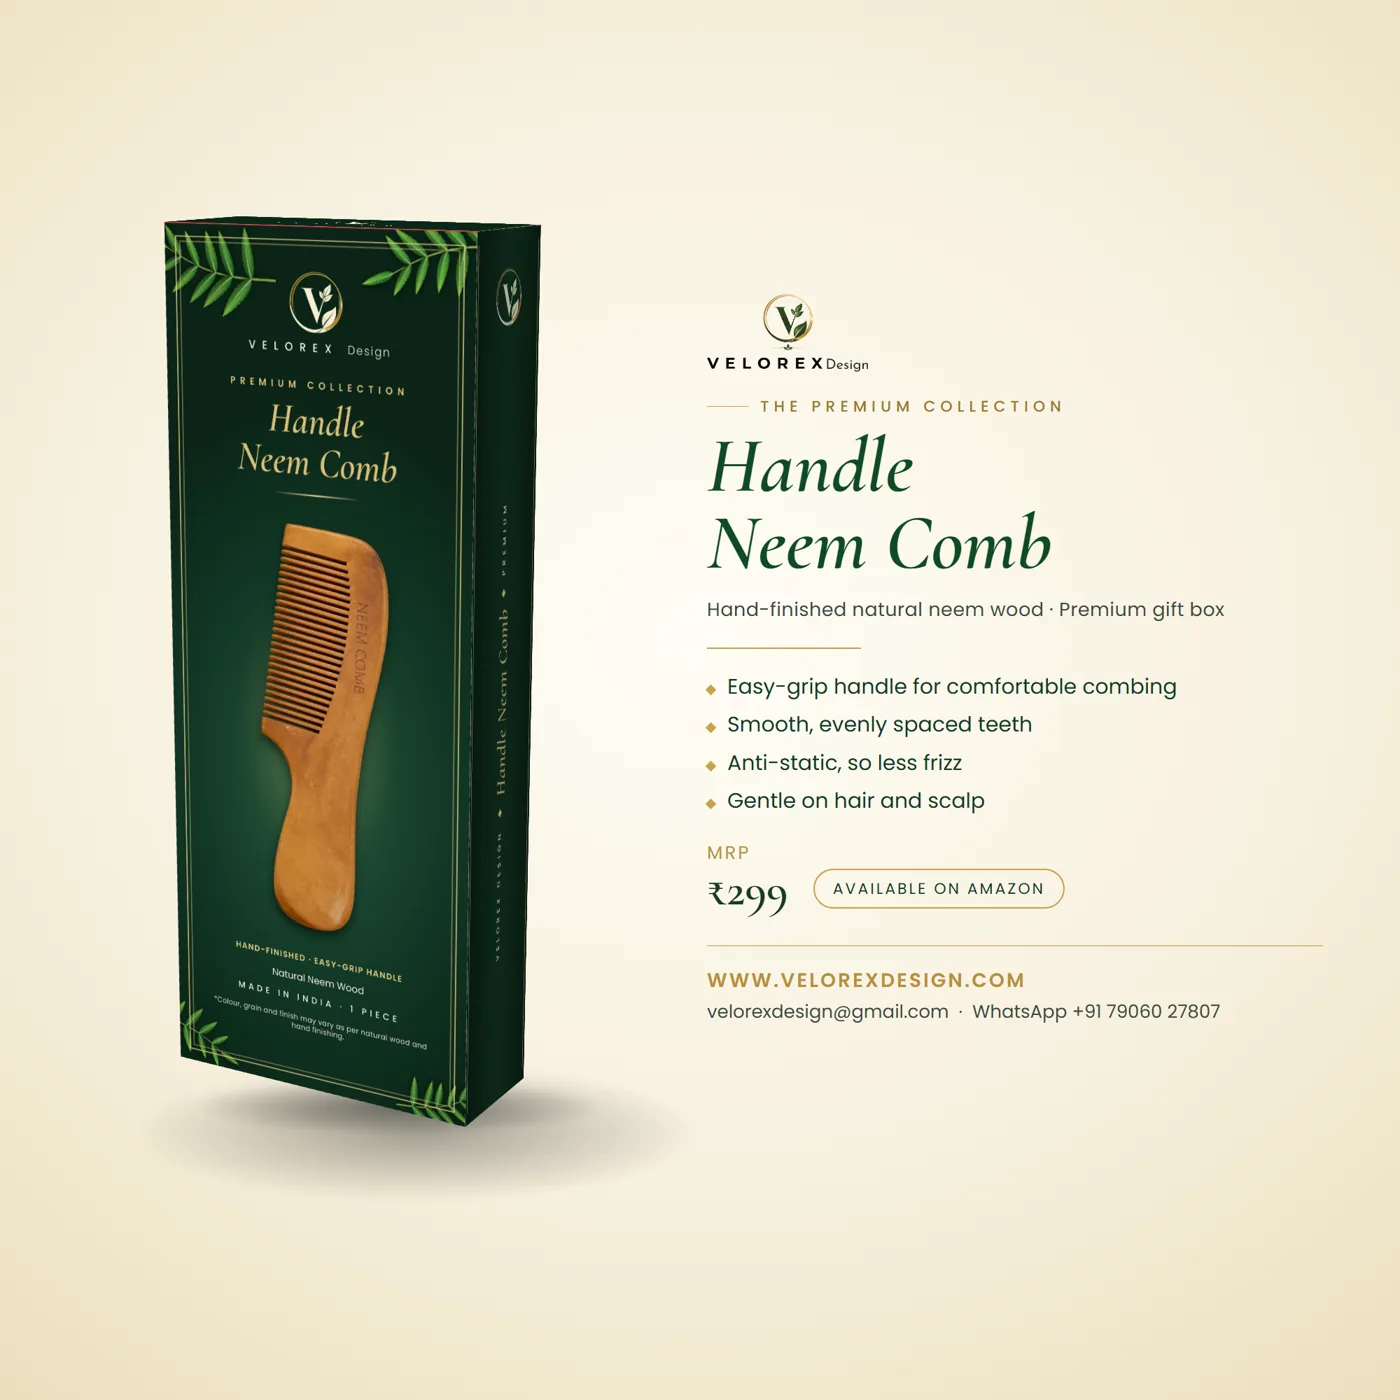 V
VELOREX Design
PREMIUM COLLECTION
Handle
Neem Comb
NEEM COMB
HAND-FINISHED · EASY-GRIP HANDLE
Natural Neem Wood
MADE IN INDIA · 1 PIECE
*Colour, grain and finish may vary as per natural wood and
hand finishing.
V
VELOREX DESIGN ◆ Handle Neem Comb ◆ PREMIUM
V
VELOREX Design
THE PREMIUM COLLECTION
Handle
Neem Comb
Hand-finished natural neem wood · Premium gift box
◆ Easy-grip handle for comfortable combing
◆ Smooth, evenly spaced teeth
◆ Anti-static, so less frizz
◆ Gentle on hair and scalp
MRP
₹299
AVAILABLE ON AMAZON
WWW.VELOREXDESIGN.COM
velorexdesign@gmail.com · WhatsApp +91 79060 27807